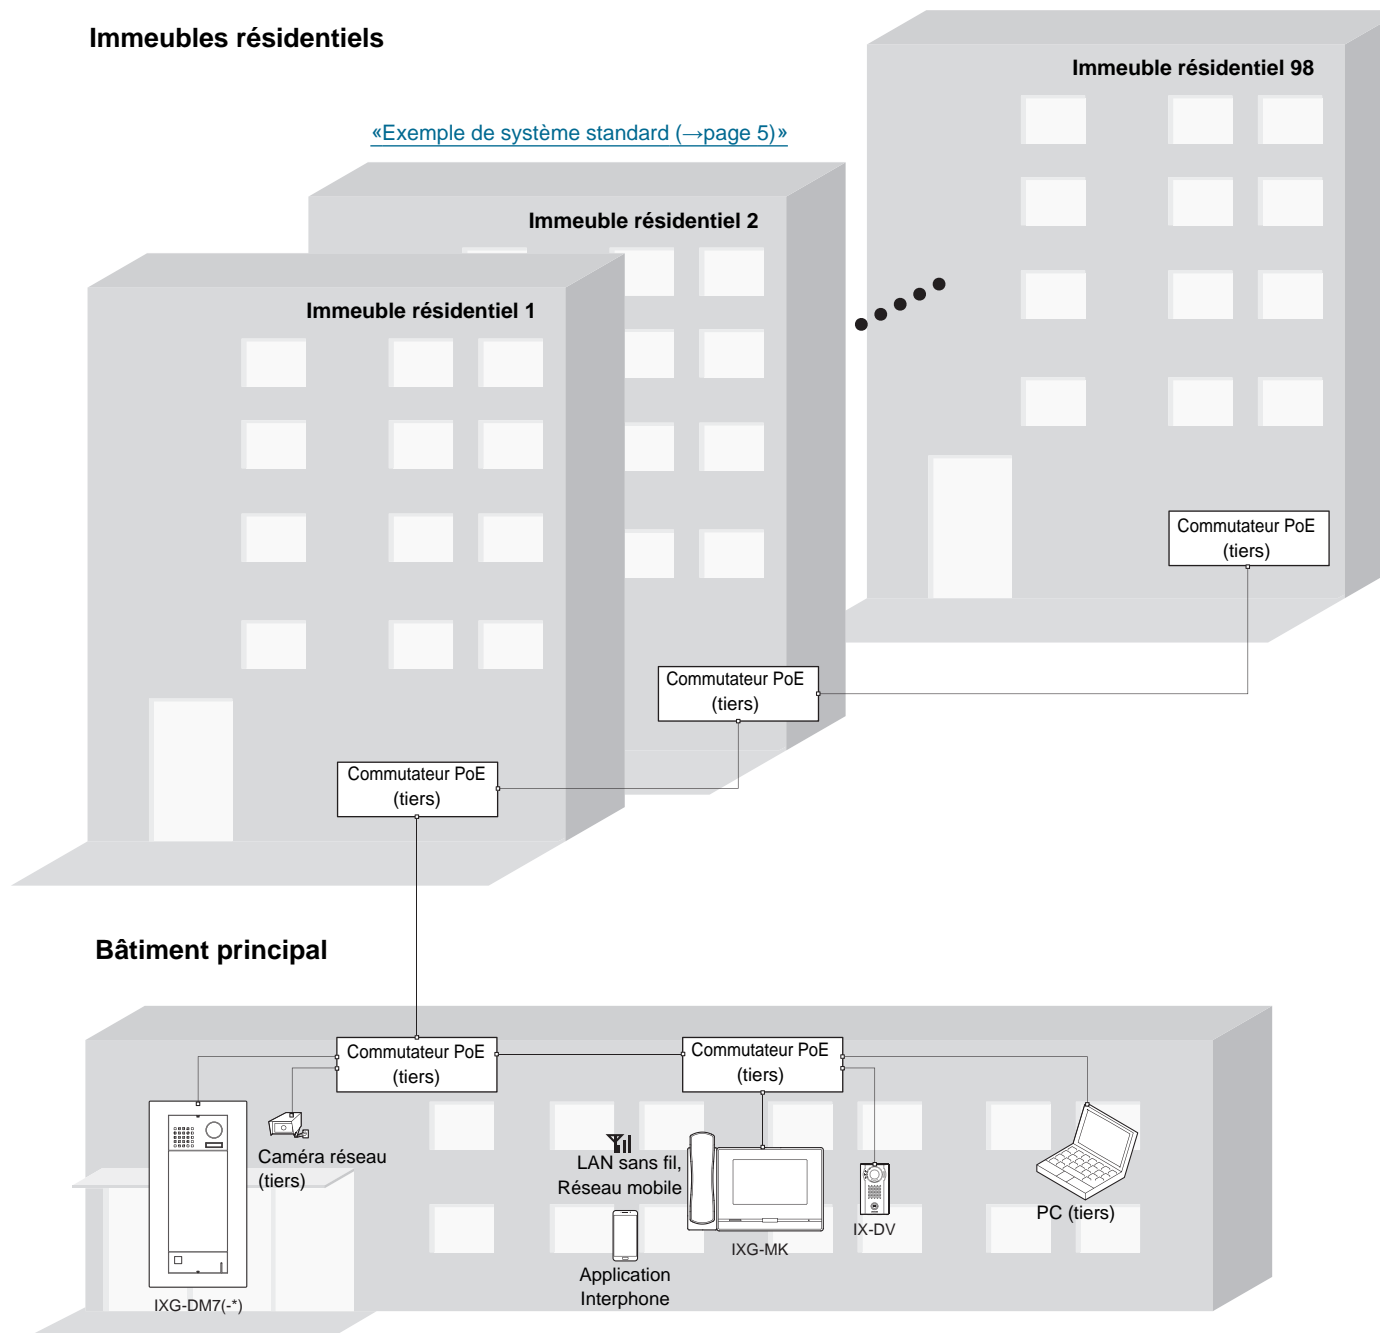 Immeubles résidentiels
Immeuble résidentiel 98
«Exemple de système standard (→page 5)»
Immeuble résidentiel 2
Immeuble résidentiel 1
Commutateur PoE
(tiers)
Commutateur PoE
(tiers)
Commutateur PoE
(tiers)
Bâtiment principal
Commutateur PoE
(tiers)
Commutateur PoE
(tiers)
Caméra réseau
(tiers)
LAN sans fil,
Réseau mobile
IXG-MK
IX-DV
PC (tiers)
Application
Interphone
IXG-DM7(-*)